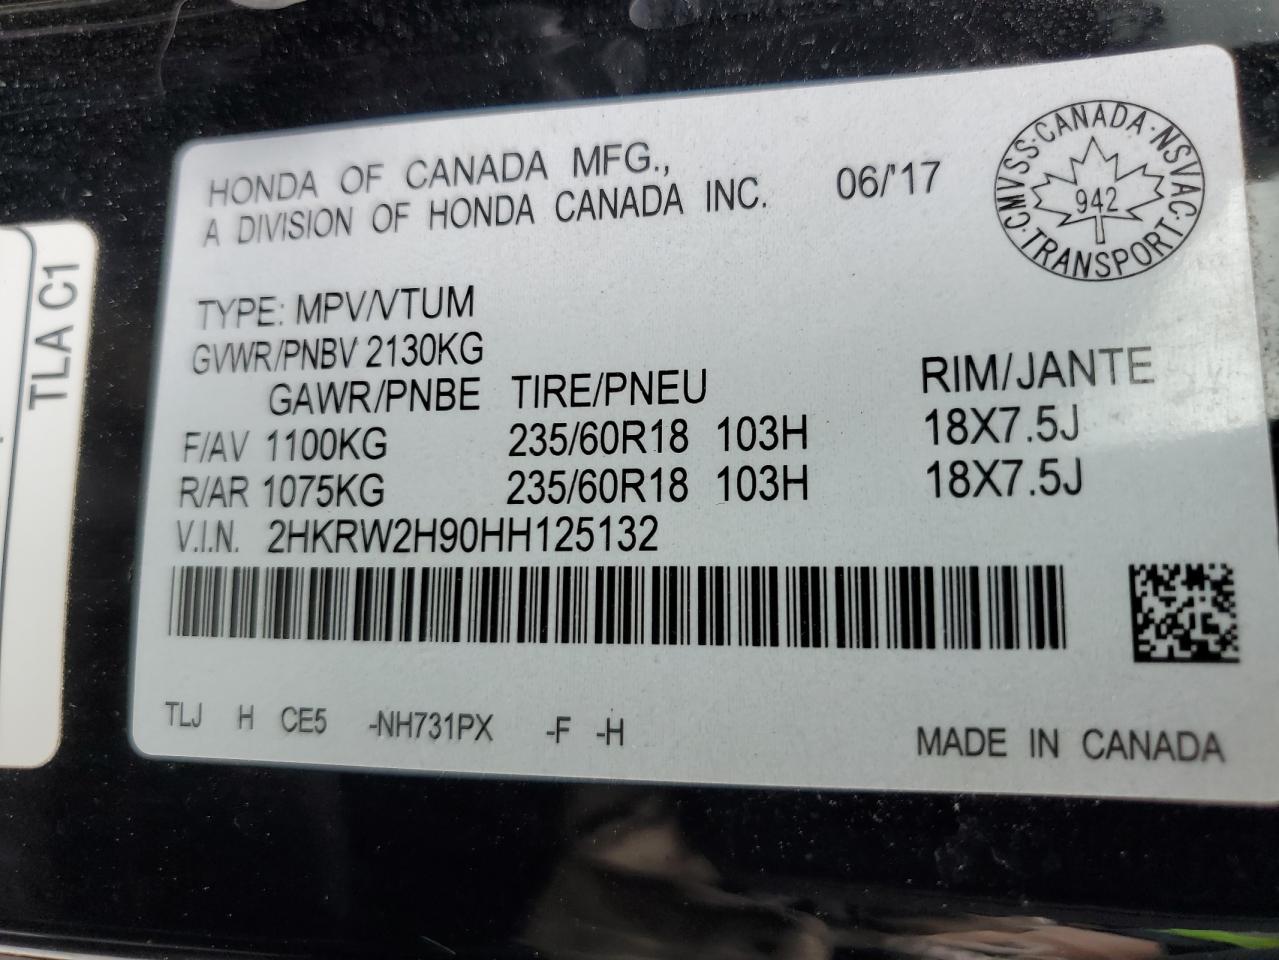 HONDA OF CANADA MFG.,
A DIVISION OF HONDA CANADA INC.
06/'17
CMVSS·CANADA·NSVAC·TRANSPORT·
942
TYPE: MPV/VTUM
GVWR/PNBV 2130KG
GAWR/PNBE TIRE/PNEU RIM/JANTE
F/AV 1100KG 235/60R18 103H 18X7.5J
R/AR 1075KG 235/60R18 103H 18X7.5J
V.I.N. 2HKRW2H90HH125132
TLJ H CE5 -NH731PX -F -H
MADE IN CANADA
TLA C1